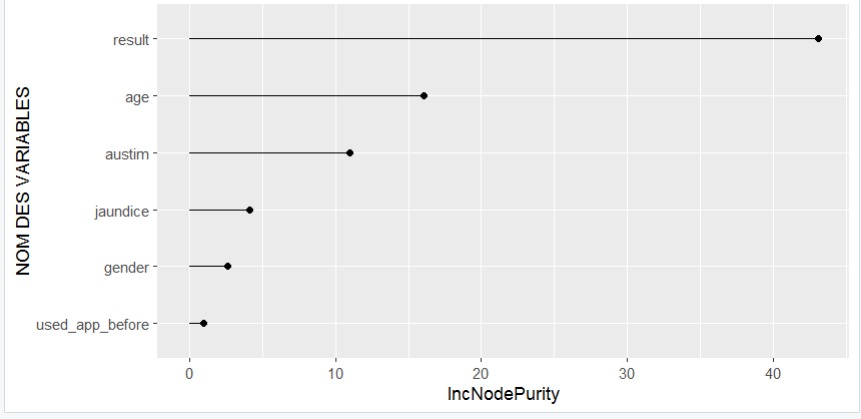 NOM DES VARIABLES
result
age
austim
jaundice
gender
used_app_before
0 10 20 30 40
IncNodePurity